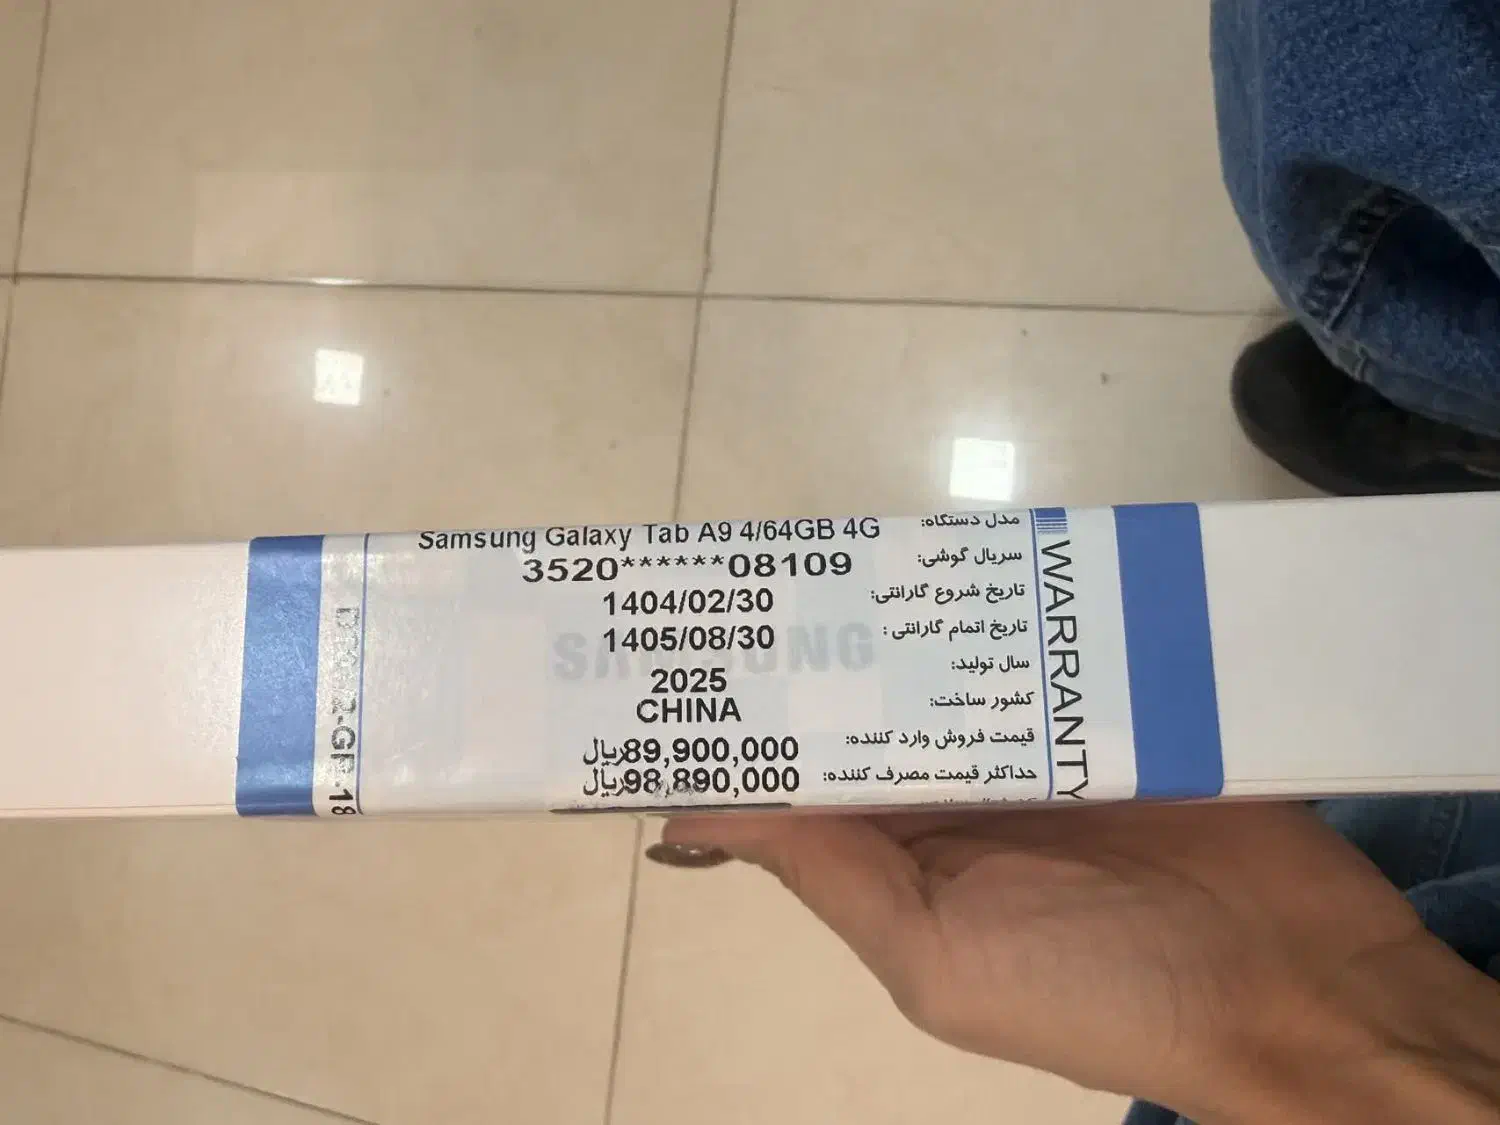 مدل دستگاه: Samsung Galaxy Tab A9 4/64GB 4G
سریال گوشی: 3520******08109
تاریخ شروع گارانتی: 1404/02/30
تاریخ اتمام گارانتی : 1405/08/30
سال تولید: 2025
کشور ساخت: CHINA
قیمت فروش وارد کننده: 89,900,000ریال
حداکثر قیمت مصرف کننده: 98,890,000ریال
WARRANTY
SAMSUNG